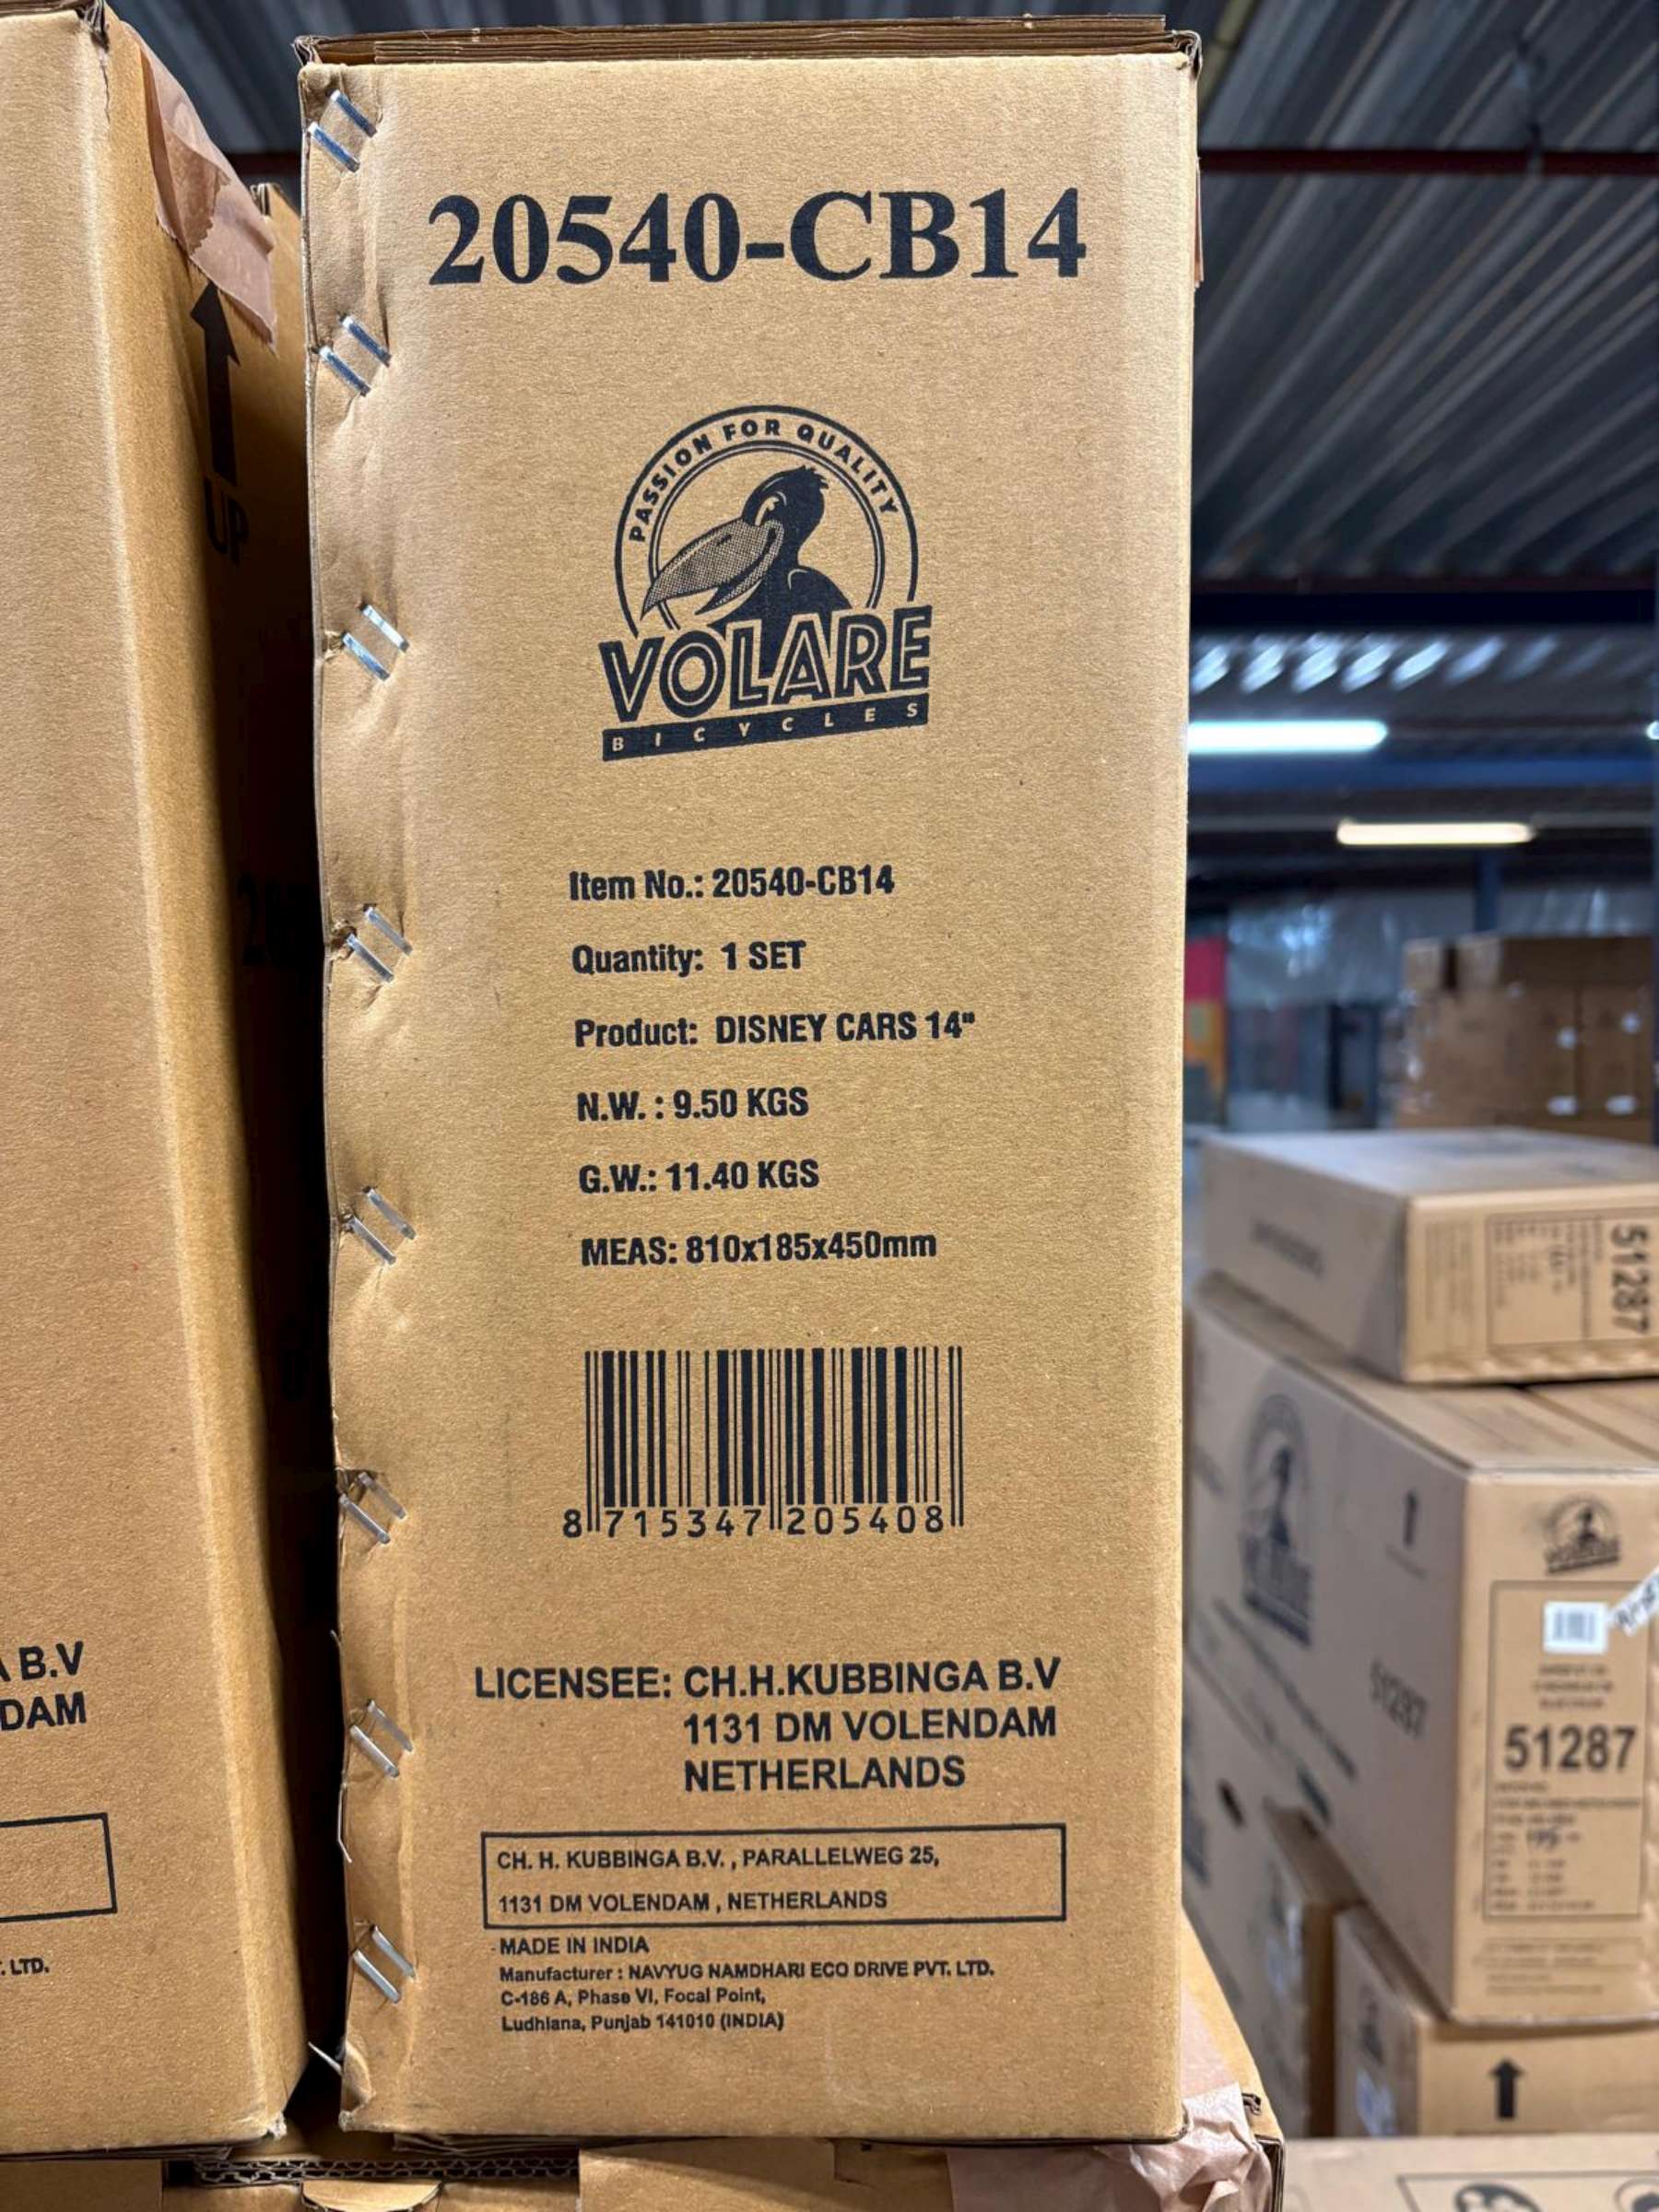 20540-CB14
PASSION FOR QUALITY
VOLARE
BICYCLES
Item No.: 20540-CB14
Quantity: 1 SET
Product: DISNEY CARS 14"
N.W. : 9.50 KGS
G.W.: 11.40 KGS
MEAS: 810x185x450mm
8 715347 205408
LICENSEE: CH.H.KUBBINGA B.V
1131 DM VOLENDAM
NETHERLANDS
CH. H. KUBBINGA B.V. , PARALLELWEG 25,
1131 DM VOLENDAM , NETHERLANDS
MADE IN INDIA
Manufacturer : NAVYUG NAMDHARI ECO DRIVE PVT. LTD.
C-186 A, Phase VI, Focal Point,
Ludhiana, Punjab 141010 (INDIA)
UP
B.V
DAM
. LTD.
51287
VOLARE
51287
51287